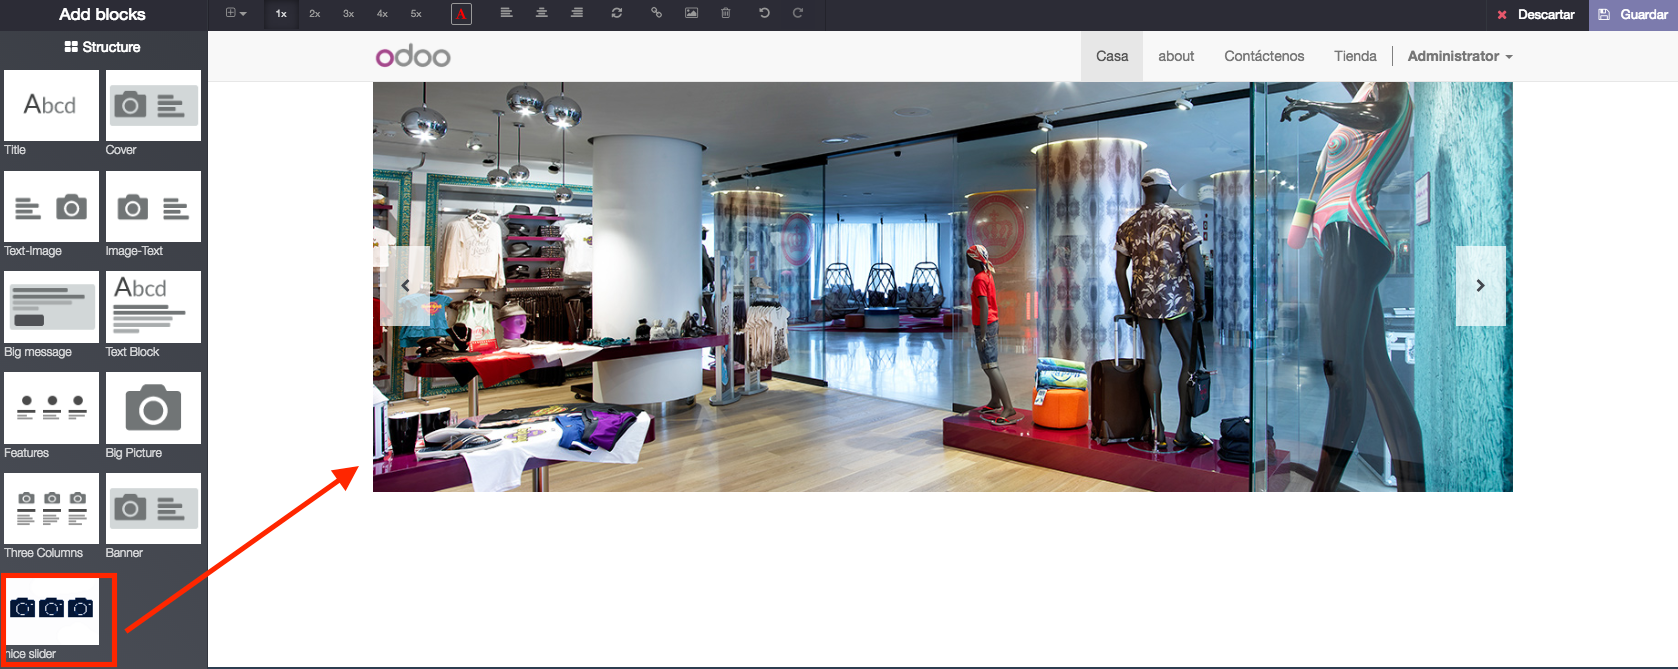 Add blocks
1x 2x 3x 4x 5x A
Descartar Guardar
Structure
odoo
Casa about Contáctenos Tienda Administrator
Abcd
Title Cover
Text-Image Image-Text
Abcd
Big message Text Block
Features Big Picture
Three Columns Banner
nice slider